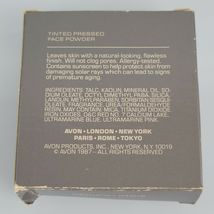 TINTED PRESSED
FACE POWDER
Leaves skin with a natural-looking, flawless
finish. Will not clog pores. Allergy-tested.
Contains sunscreen to help protect skin from
damaging solar rays which can lead to signs
of premature aging.
INGREDIENTS: TALC, KAOLIN, MINERAL OIL, SO-
DIUM OLEATE, OCTYL DIMETHYL PABA, SILICA,
LANOLIN, METHYLPARABEN, SORBITAN SESQUI-
OLEATE, FRAGRANCE, UREA/FORMALDEHYDE
RESIN, MAY CONTAIN: MICA, TITANIUM DIOXIDE,
IRON OXIDES, D&C RED NO. 7 CALCIUM LAKE,
ULTRAMARINE BLUE, ULTRAMARINE PINK.
AVON • LONDON • NEW YORK
PARIS • ROME • TOKYO
AVON PRODUCTS, INC., NEW YORK, N.Y. 10019
© AVON 1987—ALL RIGHTS RESERVED